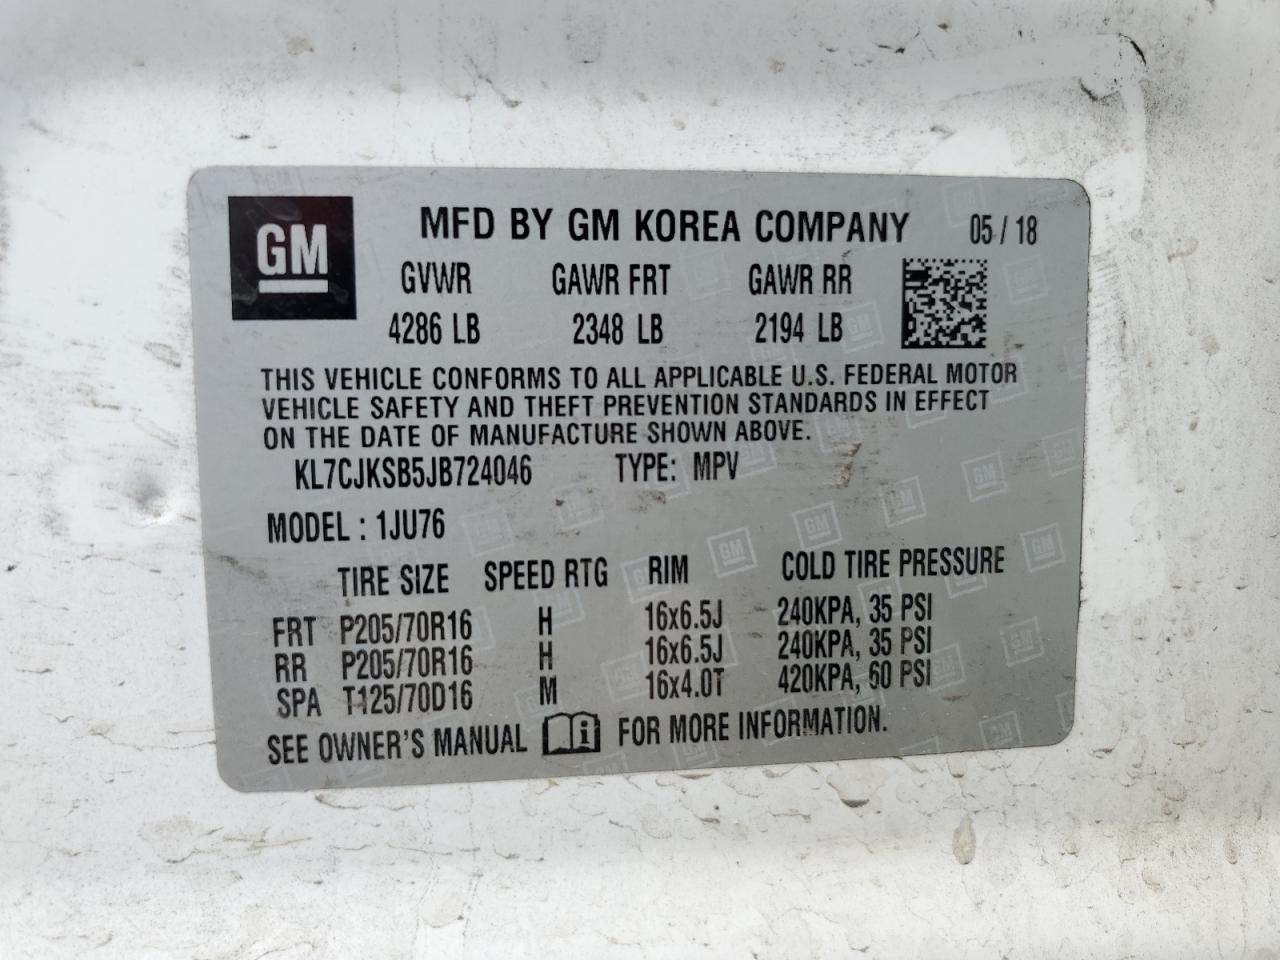 GM
MFD BY GM KOREA COMPANY 05 / 18
GVWR GAWR FRT GAWR RR
4286 LB 2348 LB 2194 LB
THIS VEHICLE CONFORMS TO ALL APPLICABLE U.S. FEDERAL MOTOR
VEHICLE SAFETY AND THEFT PREVENTION STANDARDS IN EFFECT
ON THE DATE OF MANUFACTURE SHOWN ABOVE.
KL7CJKSB5JB724046 TYPE: MPV
MODEL : 1JU76
TIRE SIZE SPEED RTG RIM COLD TIRE PRESSURE
FRT P205/70R16 H 16x6.5J 240KPA, 35 PSI
RR P205/70R16 H 16x6.5J 240KPA, 35 PSI
SPA T125/70D16 M 16x4.0T 420KPA, 60 PSI
SEE OWNER'S MANUAL i FOR MORE INFORMATION.